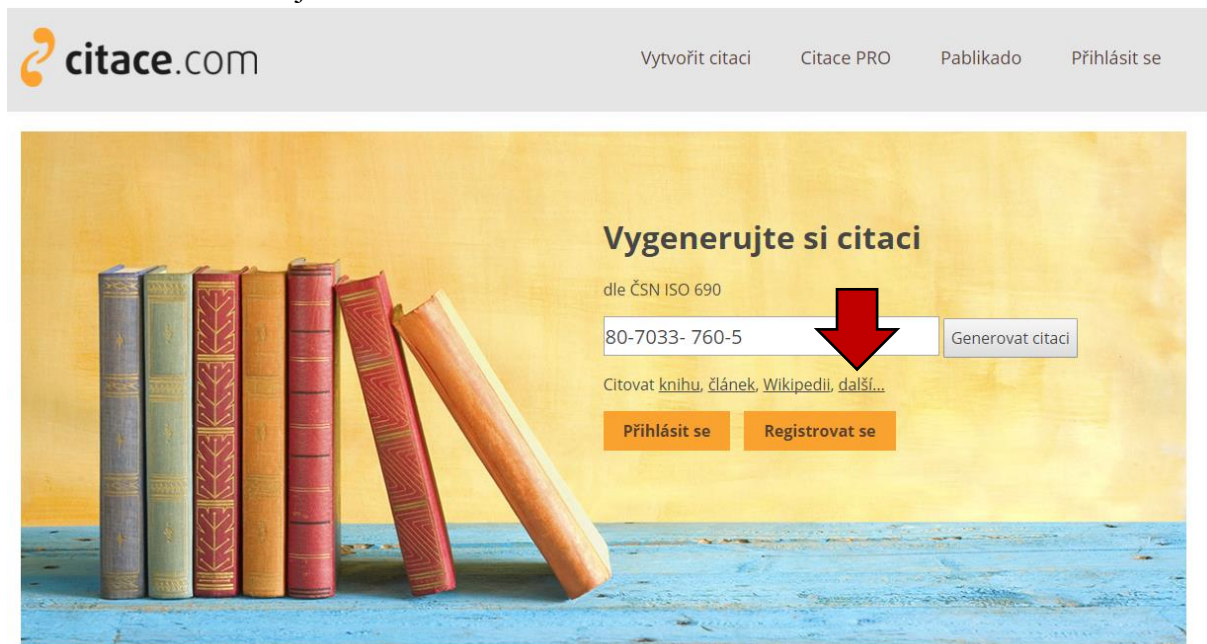 citace.com
Vytvořit citaci Citace PRO Pablikado Přihlásit se
Vygenerujte si citaci
dle ČSN ISO 690
80-7033- 760-5 Generovat citaci
Citovat knihu, článek, Wikipedii, další...
Přihlásit se Registrovat se